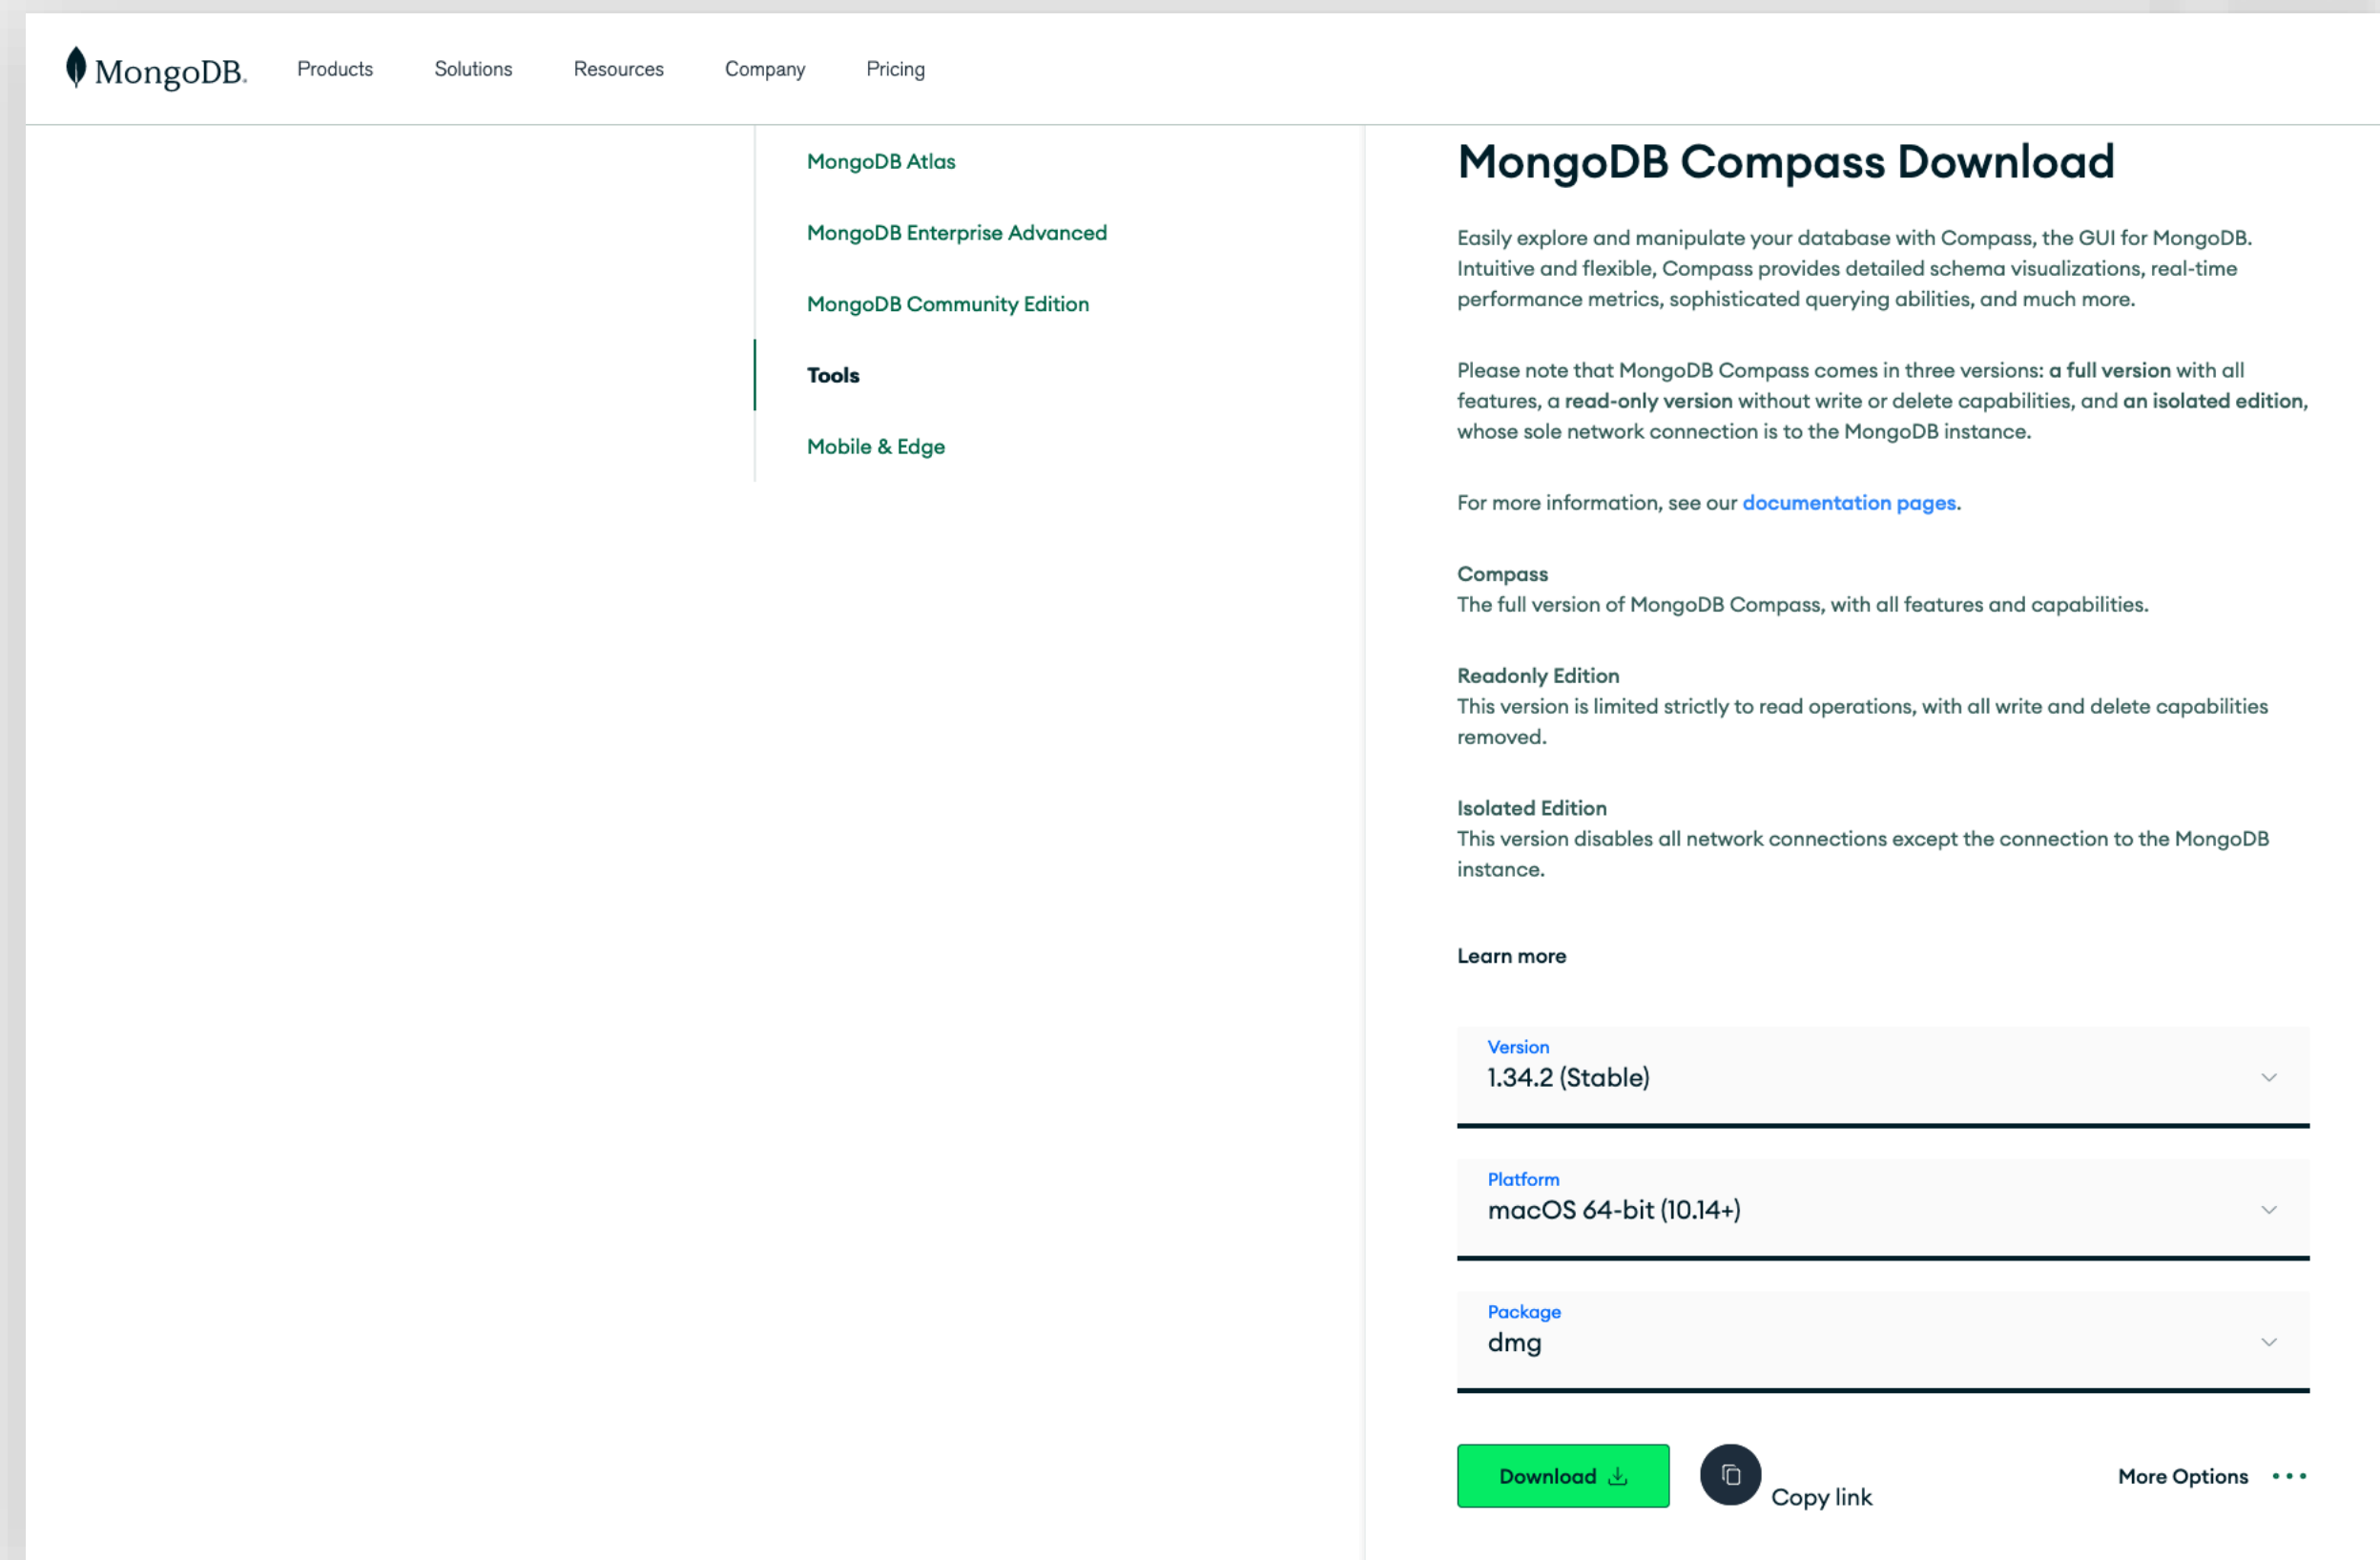 MongoDB.
Products
Solutions
Resources
Company
Pricing
MongoDB Atlas
MongoDB Enterprise Advanced
MongoDB Community Edition
Tools
Mobile & Edge
MongoDB Compass Download
Easily explore and manipulate your database with Compass, the GUI for MongoDB.
Intuitive and flexible, Compass provides detailed schema visualizations, real-time
performance metrics, sophisticated querying abilities, and much more.
Please note that MongoDB Compass comes in three versions: a full version with all
features, a read-only version without write or delete capabilities, and an isolated edition,
whose sole network connection is to the MongoDB instance.
For more information, see our documentation pages.
Compass
The full version of MongoDB Compass, with all features and capabilities.
Readonly Edition
This version is limited strictly to read operations, with all write and delete capabilities
removed.
Isolated Edition
This version disables all network connections except the connection to the MongoDB
instance.
Learn more
Version
1.34.2 (Stable)
Platform
macOS 64-bit (10.14+)
Package
dmg
Download
Copy link
More Options